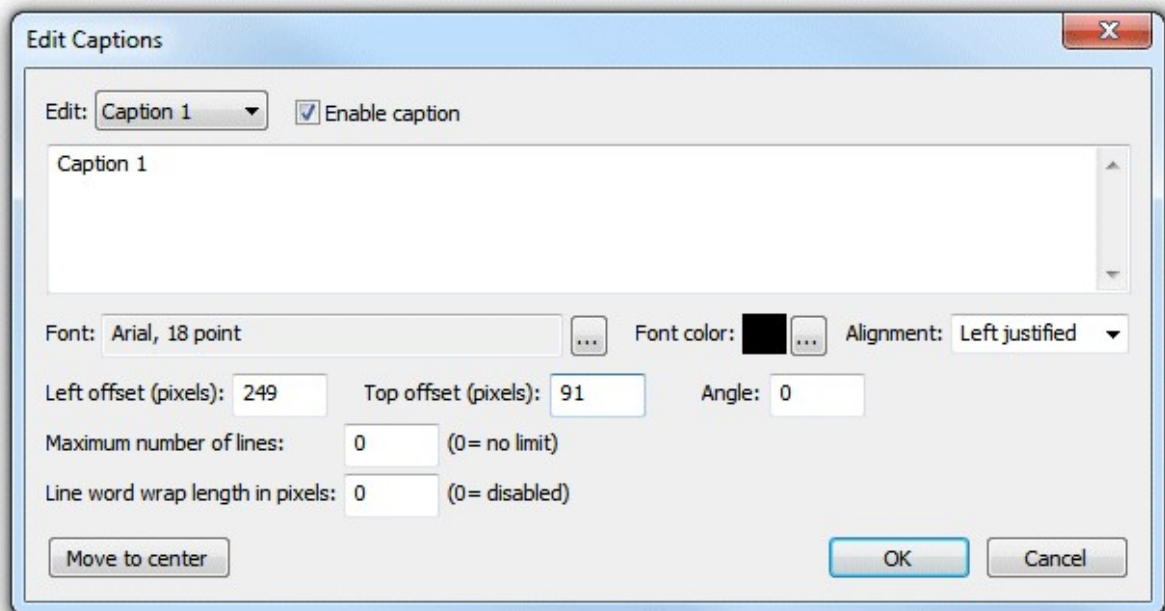 Edit Captions
Edit: Caption 1 Enable caption
Caption 1
Font: Arial, 18 point ... Font color: ... Alignment: Left justified
Left offset (pixels): 249 Top offset (pixels): 91 Angle: 0
Maximum number of lines: 0 (0= no limit)
Line word wrap length in pixels: 0 (0= disabled)
Move to center OK Cancel